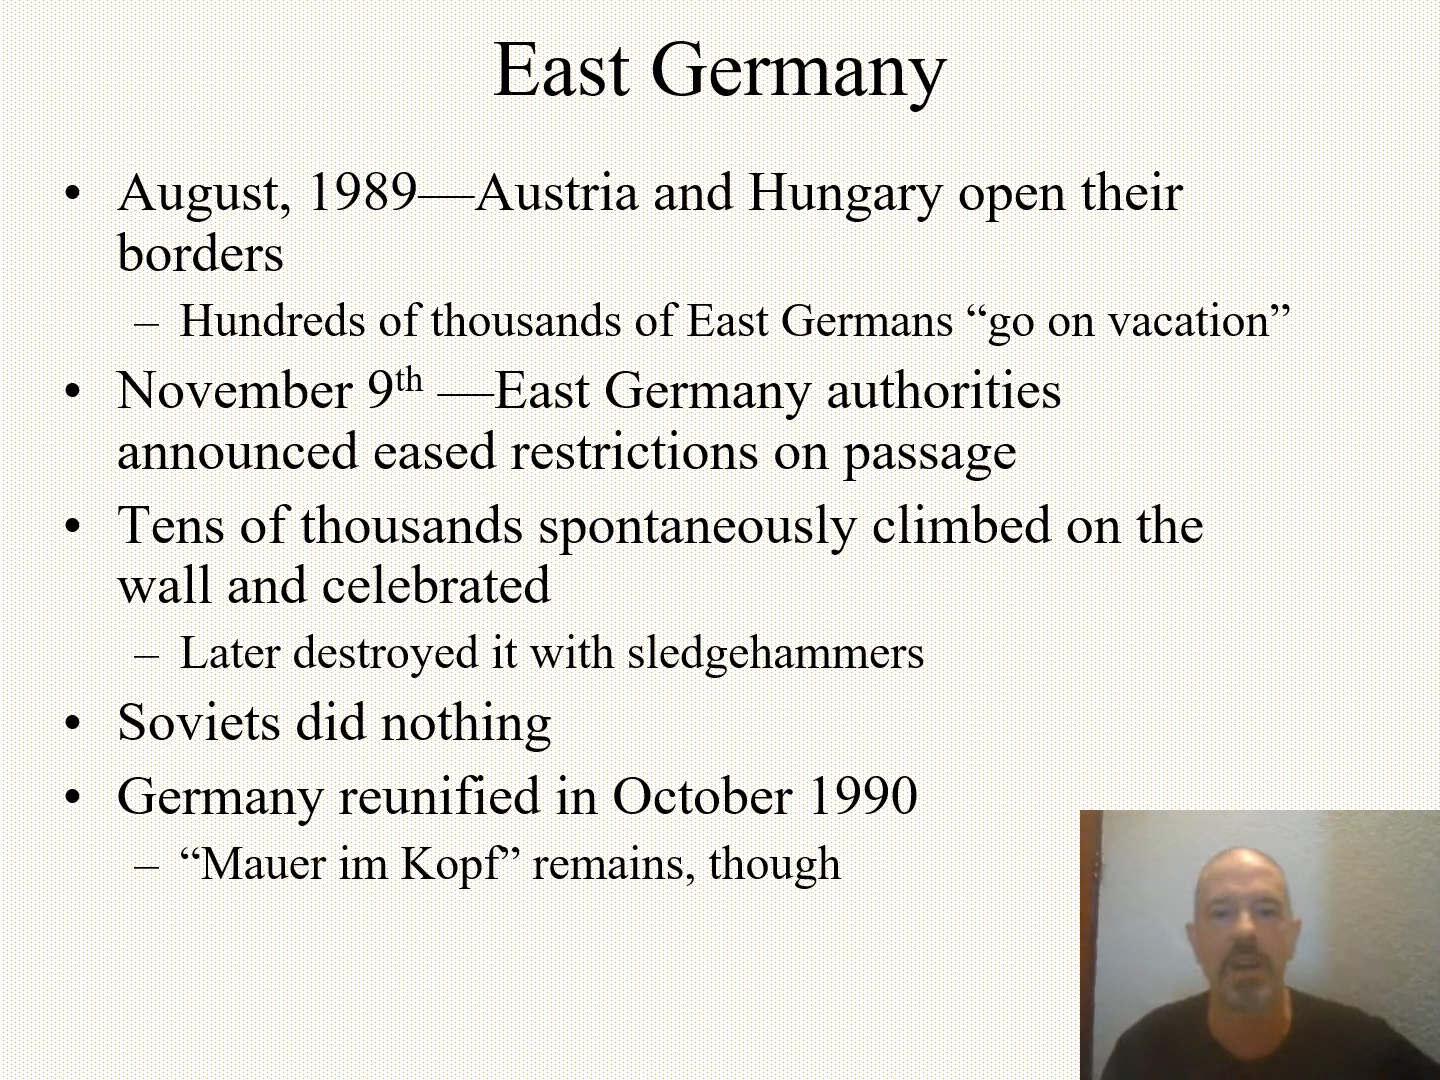 East Germany
• August, 1989—Austria and Hungary open their
borders
– Hundreds of thousands of East Germans “go on vacation”
• November 9th —East Germany authorities
announced eased restrictions on passage
• Tens of thousands spontaneously climbed on the
wall and celebrated
– Later destroyed it with sledgehammers
• Soviets did nothing
• Germany reunified in October 1990
– “Mauer im Kopf” remains, though